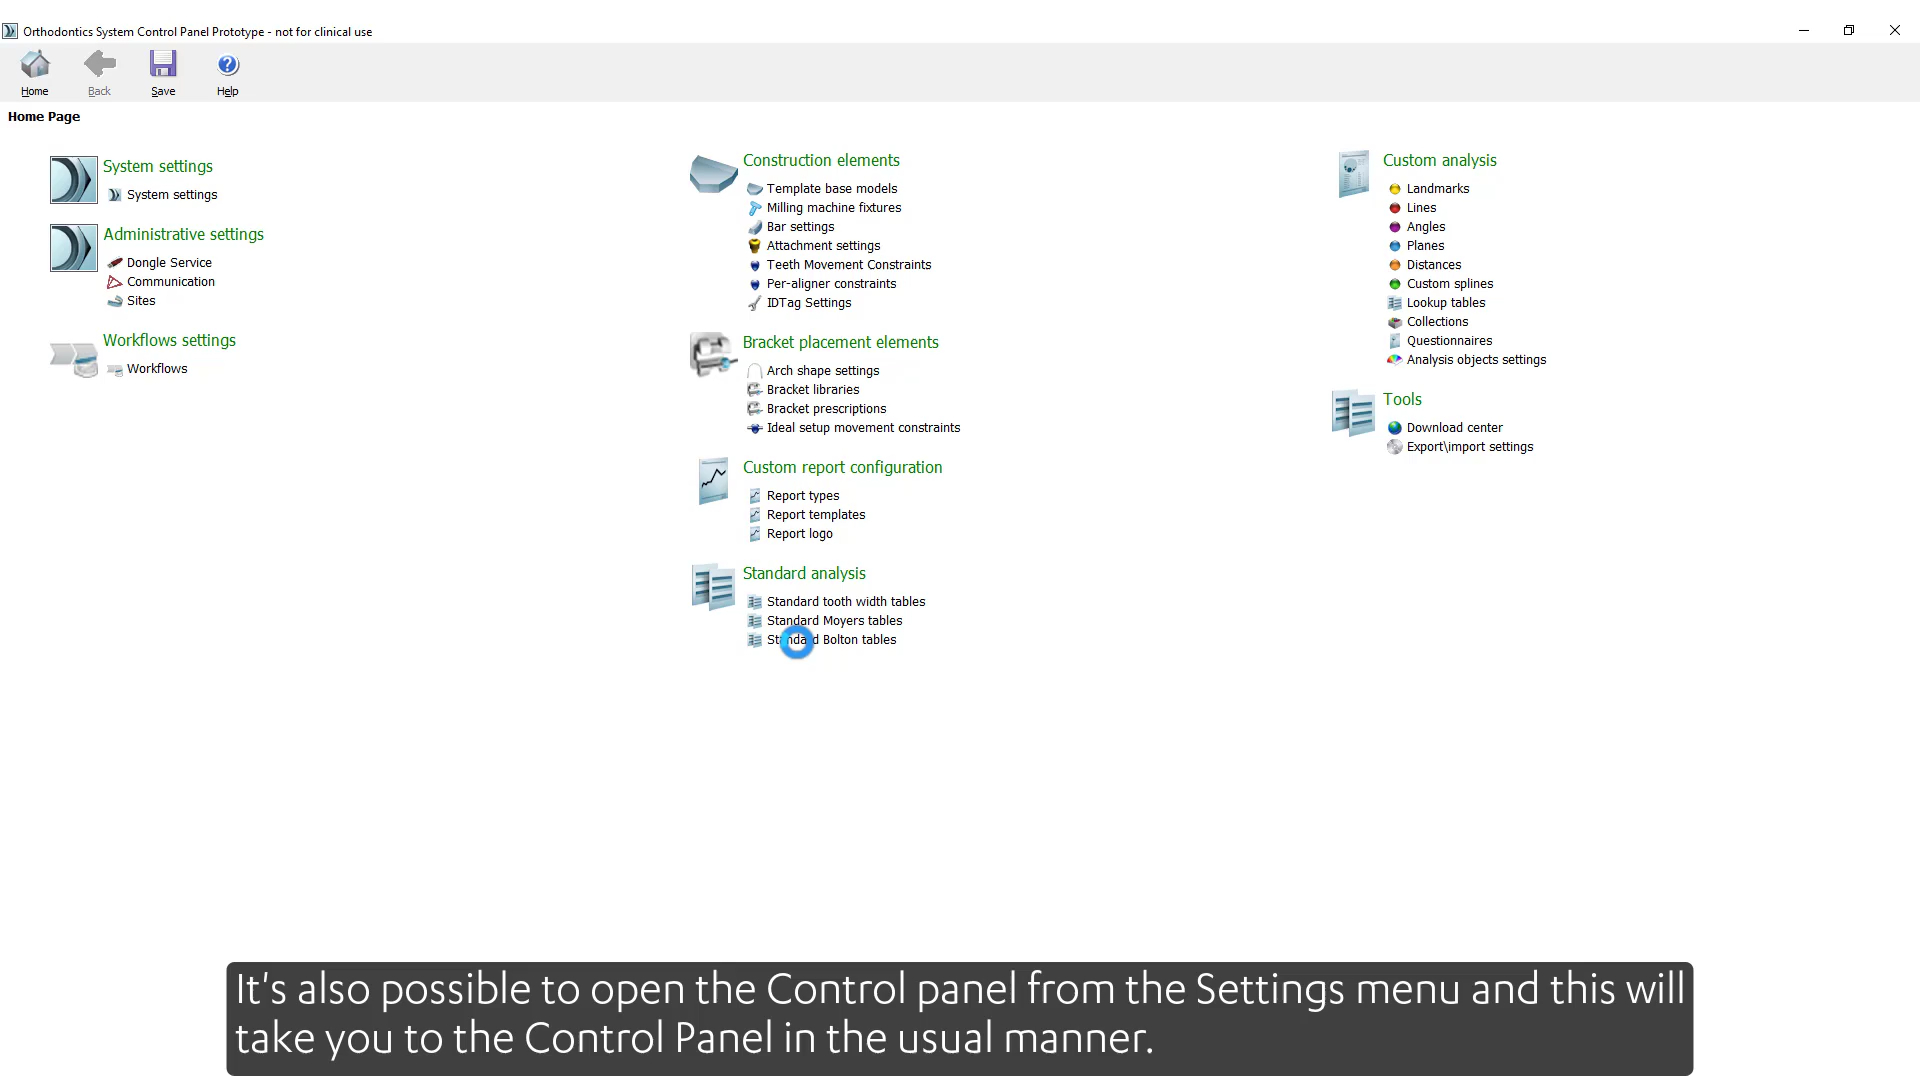 Orthodontics System Control Panel Prototype - not for clinical use
Home
Back
Save
Help
Home Page
System settings
System settings
Administrative settings
Dongle Service
Communication
Sites
Workflows settings
Workflows
Construction elements
Template base models
Milling machine fixtures
Bar settings
Attachment settings
Teeth Movement Constraints
Per-aligner constraints
IDTag Settings
Bracket placement elements
Arch shape settings
Bracket libraries
Bracket prescriptions
Ideal setup movement constraints
Custom report configuration
Report types
Report templates
Report logo
Standard analysis
Standard tooth width tables
Standard Moyers tables
Standard Bolton tables
Custom analysis
Landmarks
Lines
Angles
Planes
Distances
Custom splines
Lookup tables
Collections
Questionnaires
Analysis objects settings
Tools
Download center
Export\import settings
It's also possible to open the Control panel from the Settings menu and this will
take you to the Control Panel in the usual manner.